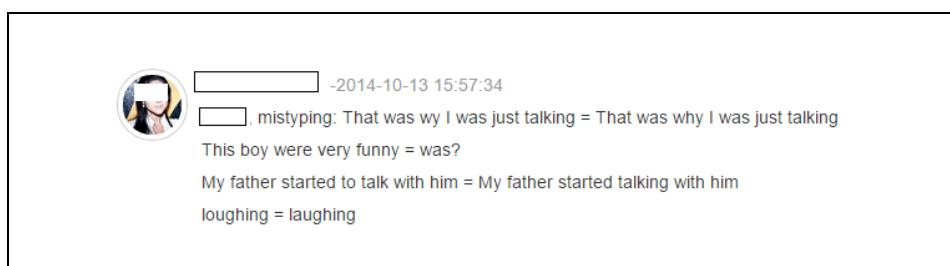 -2014-10-13 15:57:34
, mistyping: That was wy I was just talking = That was why I was just talking
This boy were very funny = was?
My father started to talk with him = My father started talking with him
loughing = laughing